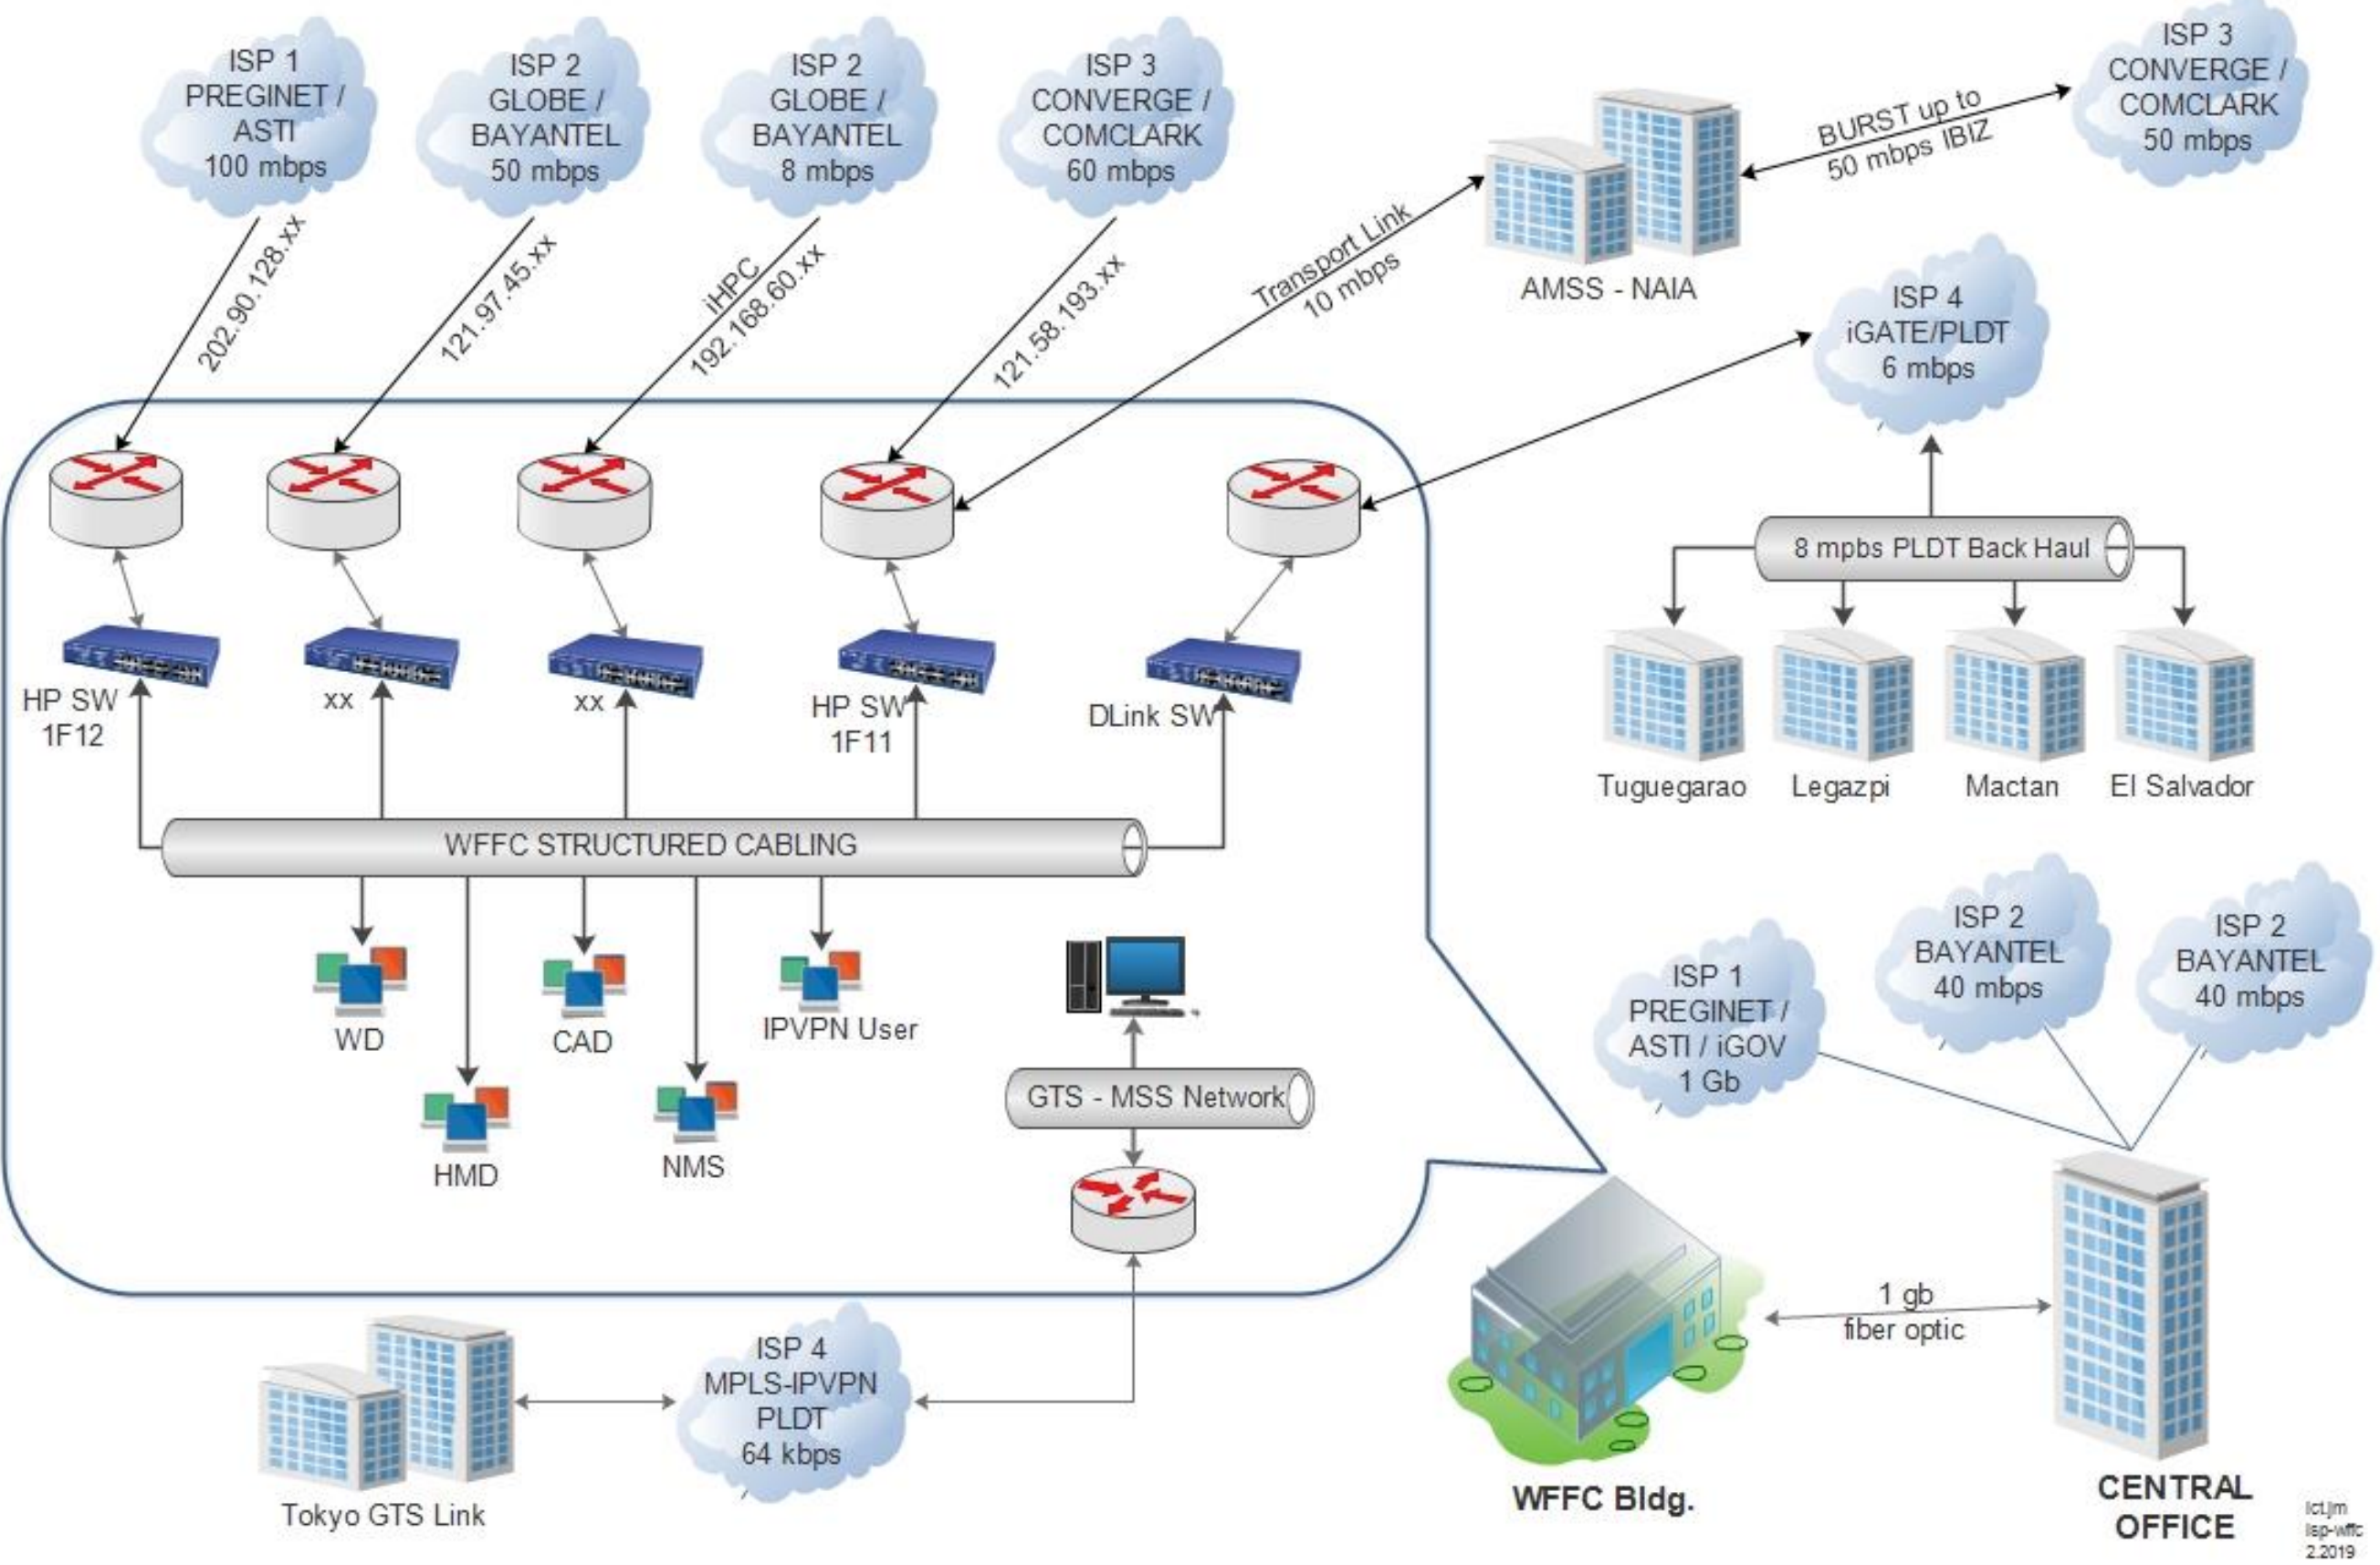 ISP 1
PREGINET /
ASTI
100 mbps
ISP 2
GLOBE /
BAYANTEL
50 mbps
ISP 2
GLOBE /
BAYANTEL
8 mbps
ISP 3
CONVERGE /
COMCLARK
60 mbps
ISP 3
CONVERGE /
COMCLARK
50 mbps
BURST up to
50 mbps IBIZ
AMSS - NAIA
Transport Link
10 mbps
202.90.128.xx
121.97.45.xx
iHPC
192.168.60.xx
121.58.193.xx
ISP 4
iGATE/PLDT
6 mbps
8 mpbs PLDT Back Haul
Tuguegarao
Legazpi
Mactan
El Salvador
HP SW
1F12
xx
xx
HP SW
1F11
DLink SW
WFFC STRUCTURED CABLING
WD
HMD
CAD
NMS
IPVPN User
GTS - MSS Network
ISP 1
PREGINET /
ASTI / iGOV
1 Gb
ISP 2
BAYANTEL
40 mbps
ISP 2
BAYANTEL
40 mbps
1 gb
fiber optic
WFFC Bldg.
CENTRAL
OFFICE
Tokyo GTS Link
ISP 4
MPLS-IPVPN
PLDT
64 kbps
ict.jm
isp-wffc
2.2019